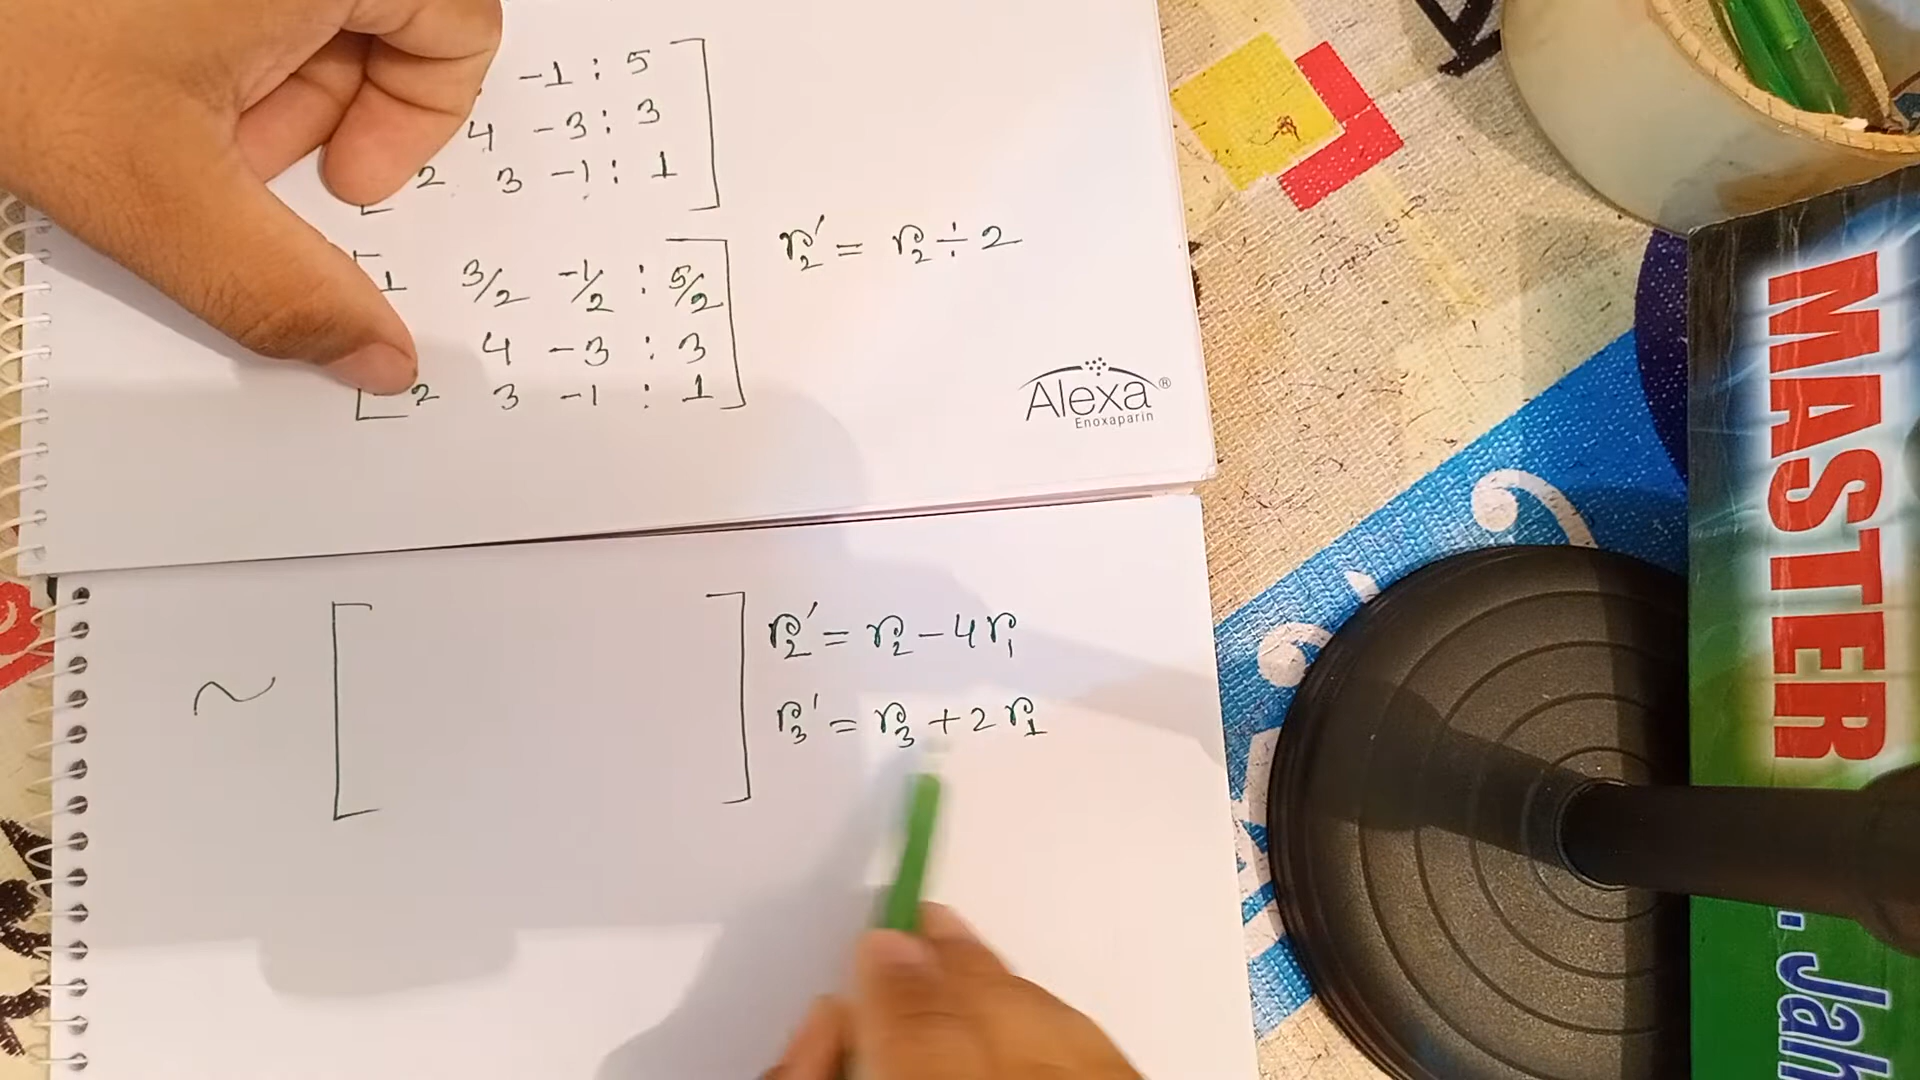 -1 : 5
4 -3 : 3
2 3 -1 : 1
1 3/2 -1/2 : 5/2
4 -3 : 3
2 3 -1 : 1
r₂′ = r₂ ÷ 2
Alexa®
Enoxaparin
~ [ ]
r₂′ = r₂ - 4r₁
r₃′ = r₃ + 2r₁
MASTER
Jah